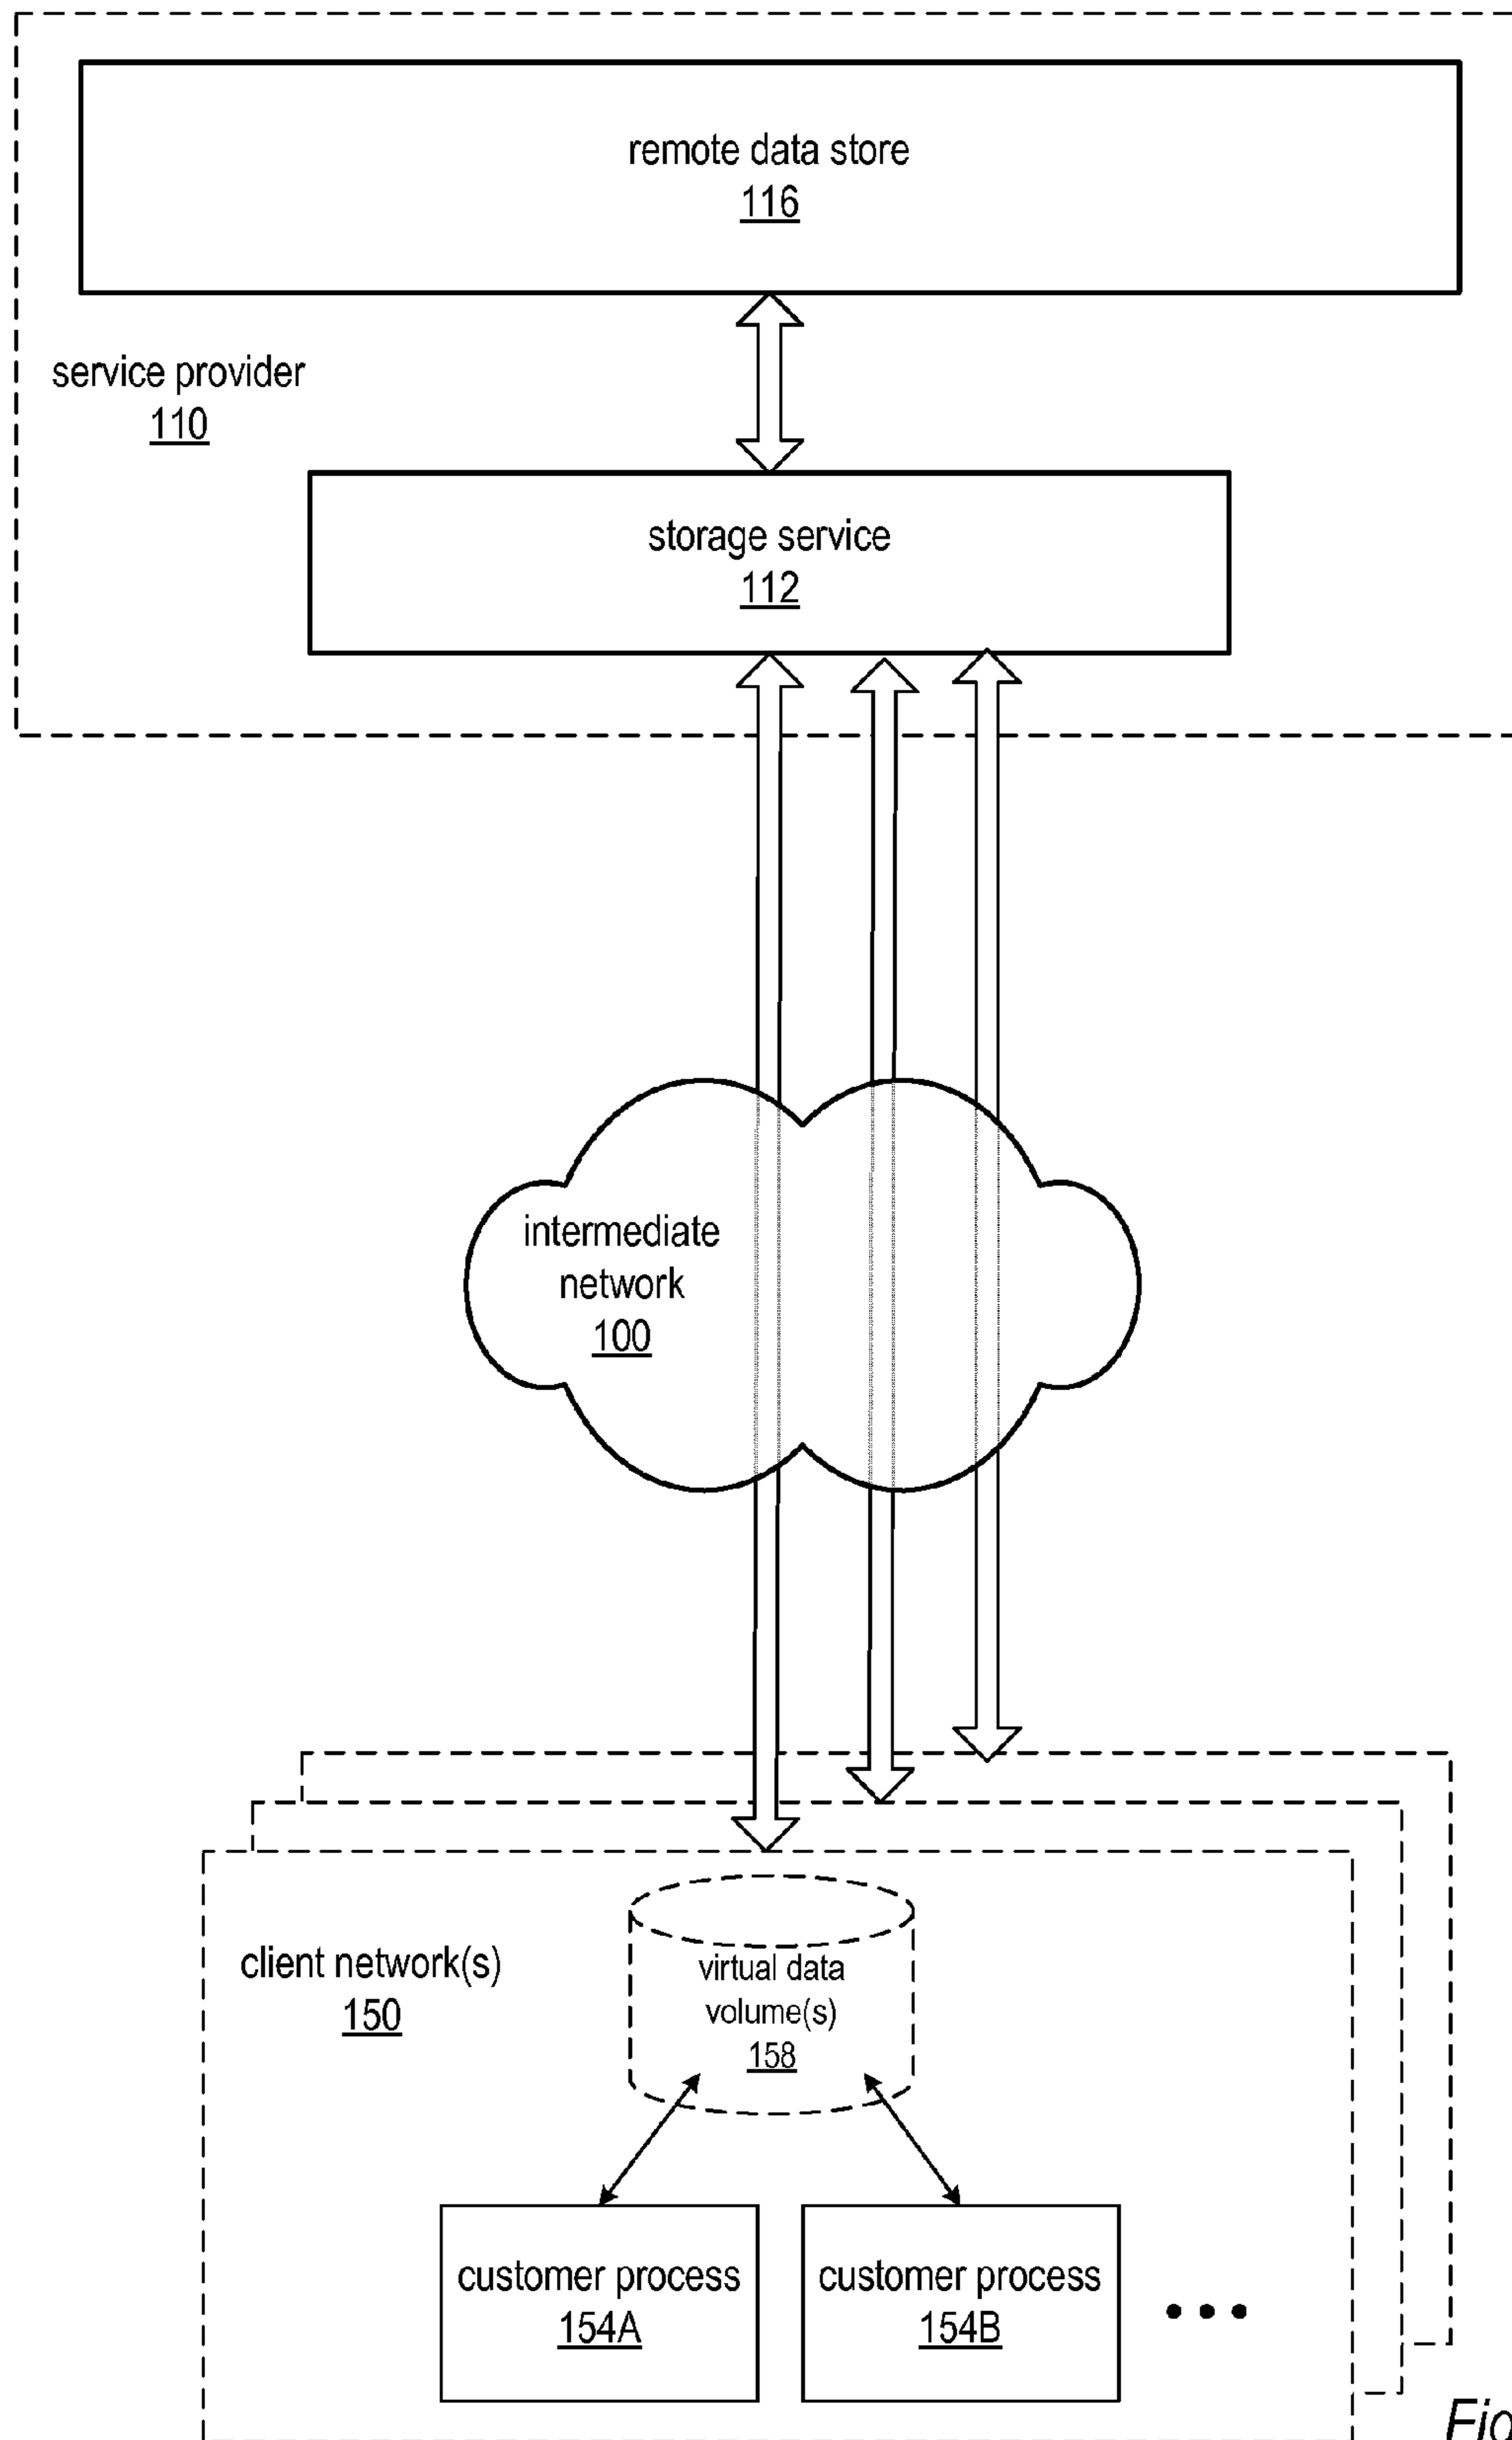 remote data store
116
service provider
110
storage service
112
intermediate
network
100
client network(s)
150
virtual data
volume(s)
158
customer process
154A
customer process
154B